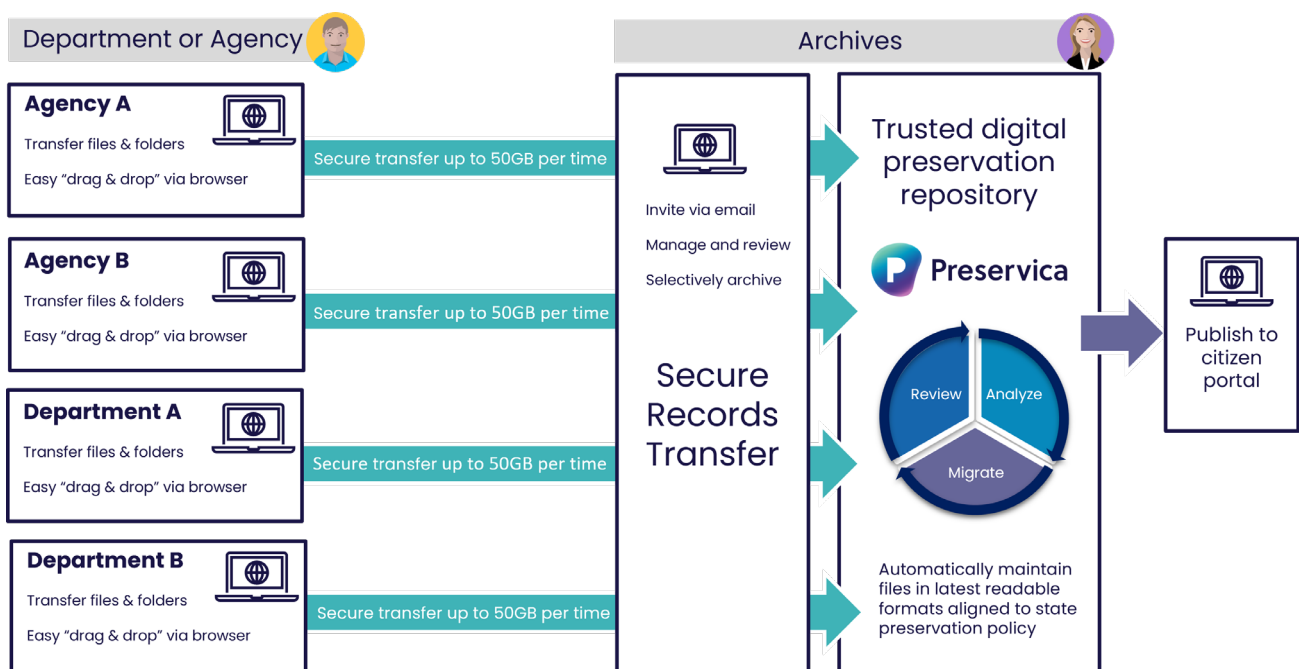 Department or Agency
Archives
Agency A
Transfer files & folders
Easy “drag & drop” via browser
Secure transfer up to 50GB per time
Agency B
Transfer files & folders
Easy “drag & drop” via browser
Secure transfer up to 50GB per time
Department A
Transfer files & folders
Easy “drag & drop” via browser
Secure transfer up to 50GB per time
Department B
Transfer files & folders
Easy “drag & drop” via browser
Secure transfer up to 50GB per time
Invite via email
Manage and review
Selectively archive
Secure
Records
Transfer
Trusted digital
preservation
repository
P Preservica
Review
Analyze
Migrate
Automatically maintain
files in latest readable
formats aligned to state
preservation policy
Publish to
citizen
portal